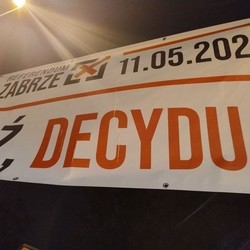 REFERENDUM
ZABRZE 11.05.202
Ź DECYDU